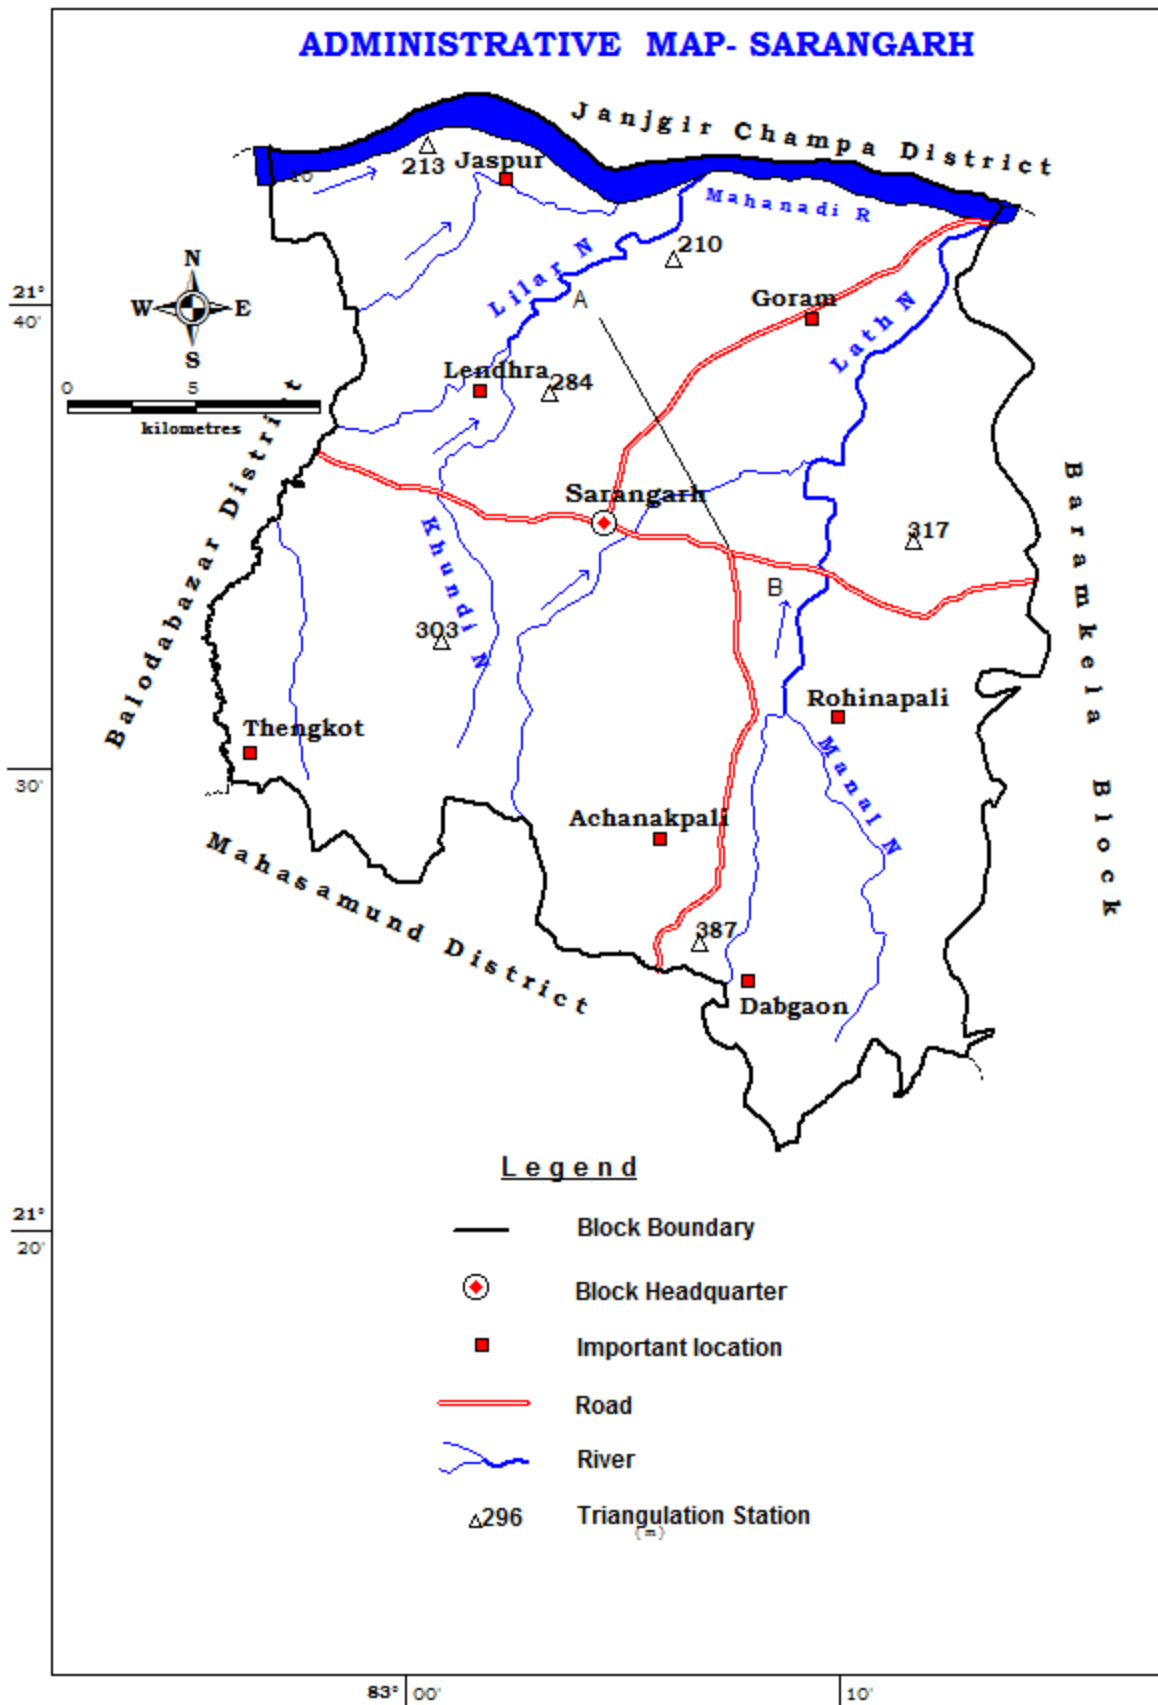 ADMINISTRATIVE MAP- SARANGARH
Janjgir Champa District
213
Jaspur
Mahanadi R
Lilar N
210
N
W E
S
21°
40'
A
Goram
Lath N
Lendhra
284
0 5
kilometres
Balodabazar District
Baramkela Block
Sarangarh
317
Khundi N
B
303
Rohinapali
Thengkot
Manai N
30'
Achanakpali
Mahasamund District
387
Dabgaon
Legend
21°
20'
Block Boundary
Block Headquarter
Important location
Road
River
296 Triangulation Station
(m)
83° 00' 10'